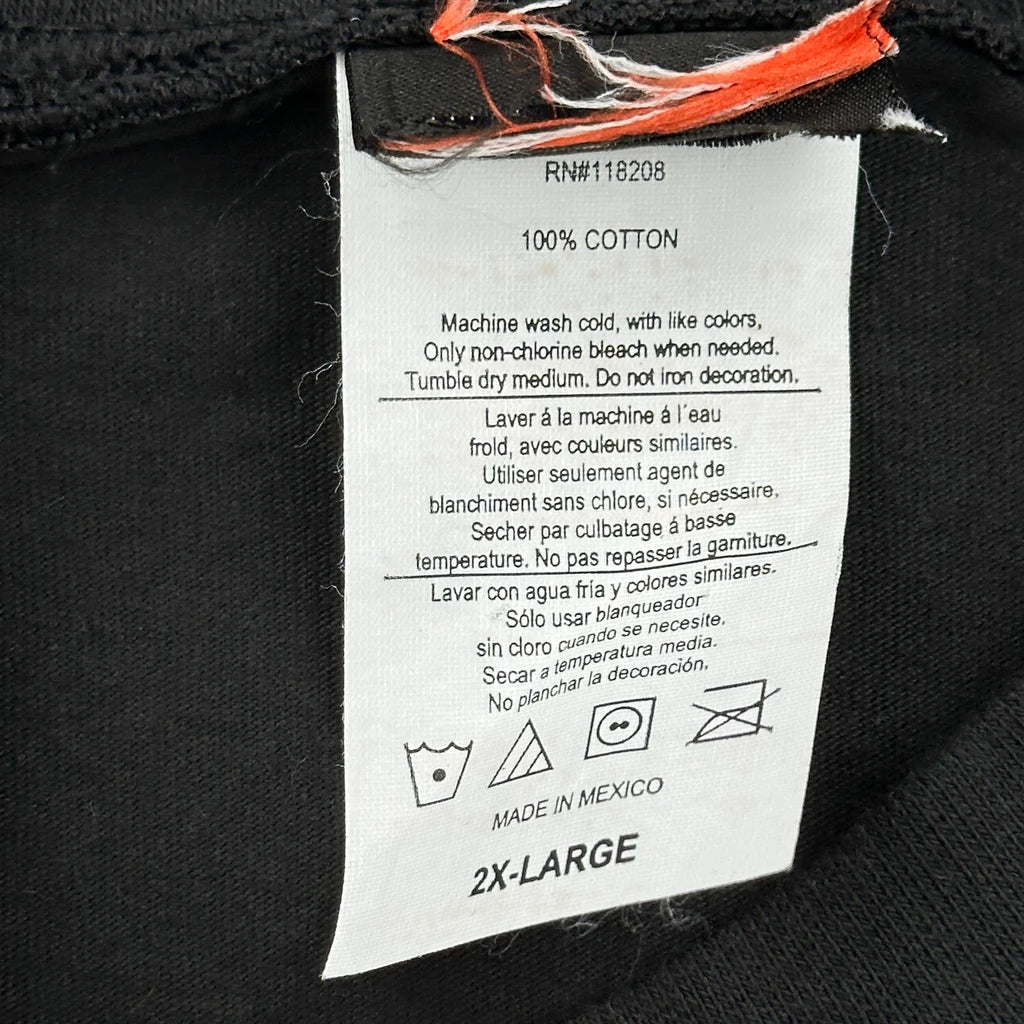 RN#118208
100% COTTON
Machine wash cold, with like colors,
Only non-chlorine bleach when needed.
Tumble dry medium. Do not iron decoration.
Laver á la machine á l´eau
frold, avec couleurs similaires.
Utiliser seulement agent de
blanchiment sans chlore, si nécessaire.
Secher par culbatage á basse
temperature. No pas repasser la garniture.
Lavar con agua fría y colores similares.
Sólo usar blanqueador
sin cloro cuando se necesite.
Secar a temperatura media.
No planchar la decoración.
MADE IN MEXICO
2X-LARGE